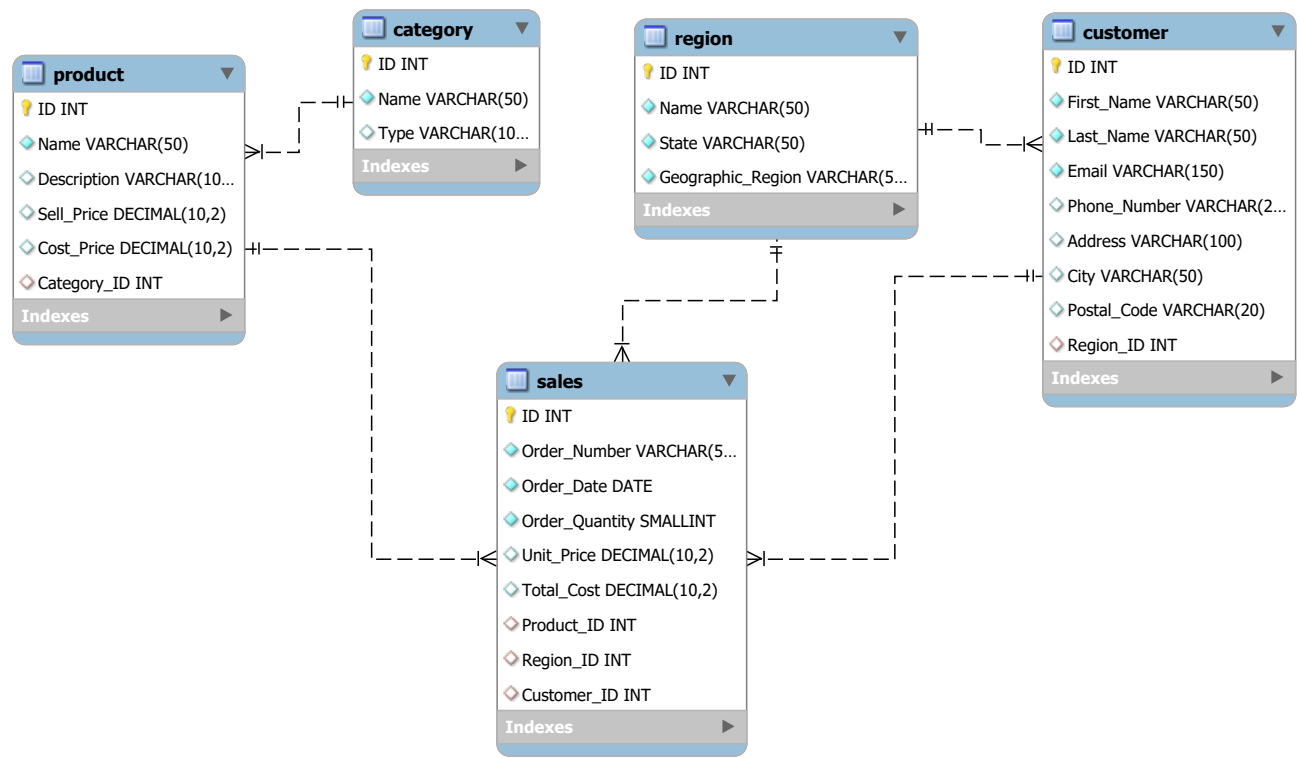 product
ID INT
Name VARCHAR(50)
Description VARCHAR(10...
Sell_Price DECIMAL(10,2)
Cost_Price DECIMAL(10,2)
Category_ID INT
Indexes
category
ID INT
Name VARCHAR(50)
Type VARCHAR(10...
Indexes
region
ID INT
Name VARCHAR(50)
State VARCHAR(50)
Geographic_Region VARCHAR(5...
Indexes
customer
ID INT
First_Name VARCHAR(50)
Last_Name VARCHAR(50)
Email VARCHAR(150)
Phone_Number VARCHAR(2...
Address VARCHAR(100)
City VARCHAR(50)
Postal_Code VARCHAR(20)
Region_ID INT
Indexes
sales
ID INT
Order_Number VARCHAR(5...
Order_Date DATE
Order_Quantity SMALLINT
Unit_Price DECIMAL(10,2)
Total_Cost DECIMAL(10,2)
Product_ID INT
Region_ID INT
Customer_ID INT
Indexes